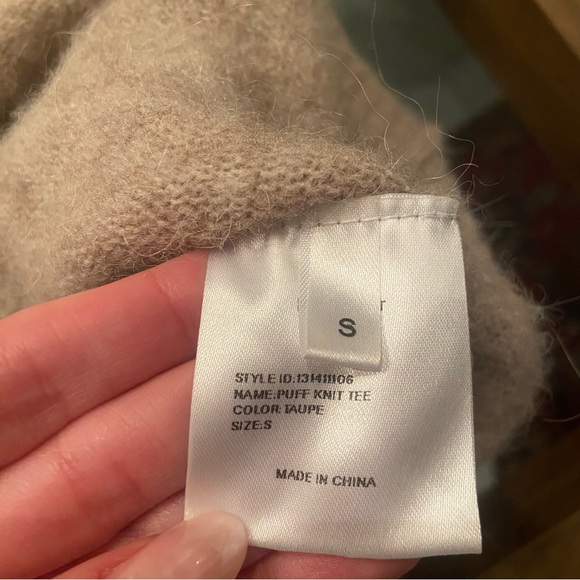 S
STYLE ID:131411106
NAME:PUFF KNIT TEE
COLOR:TAUPE
SIZE:S
MADE IN CHINA